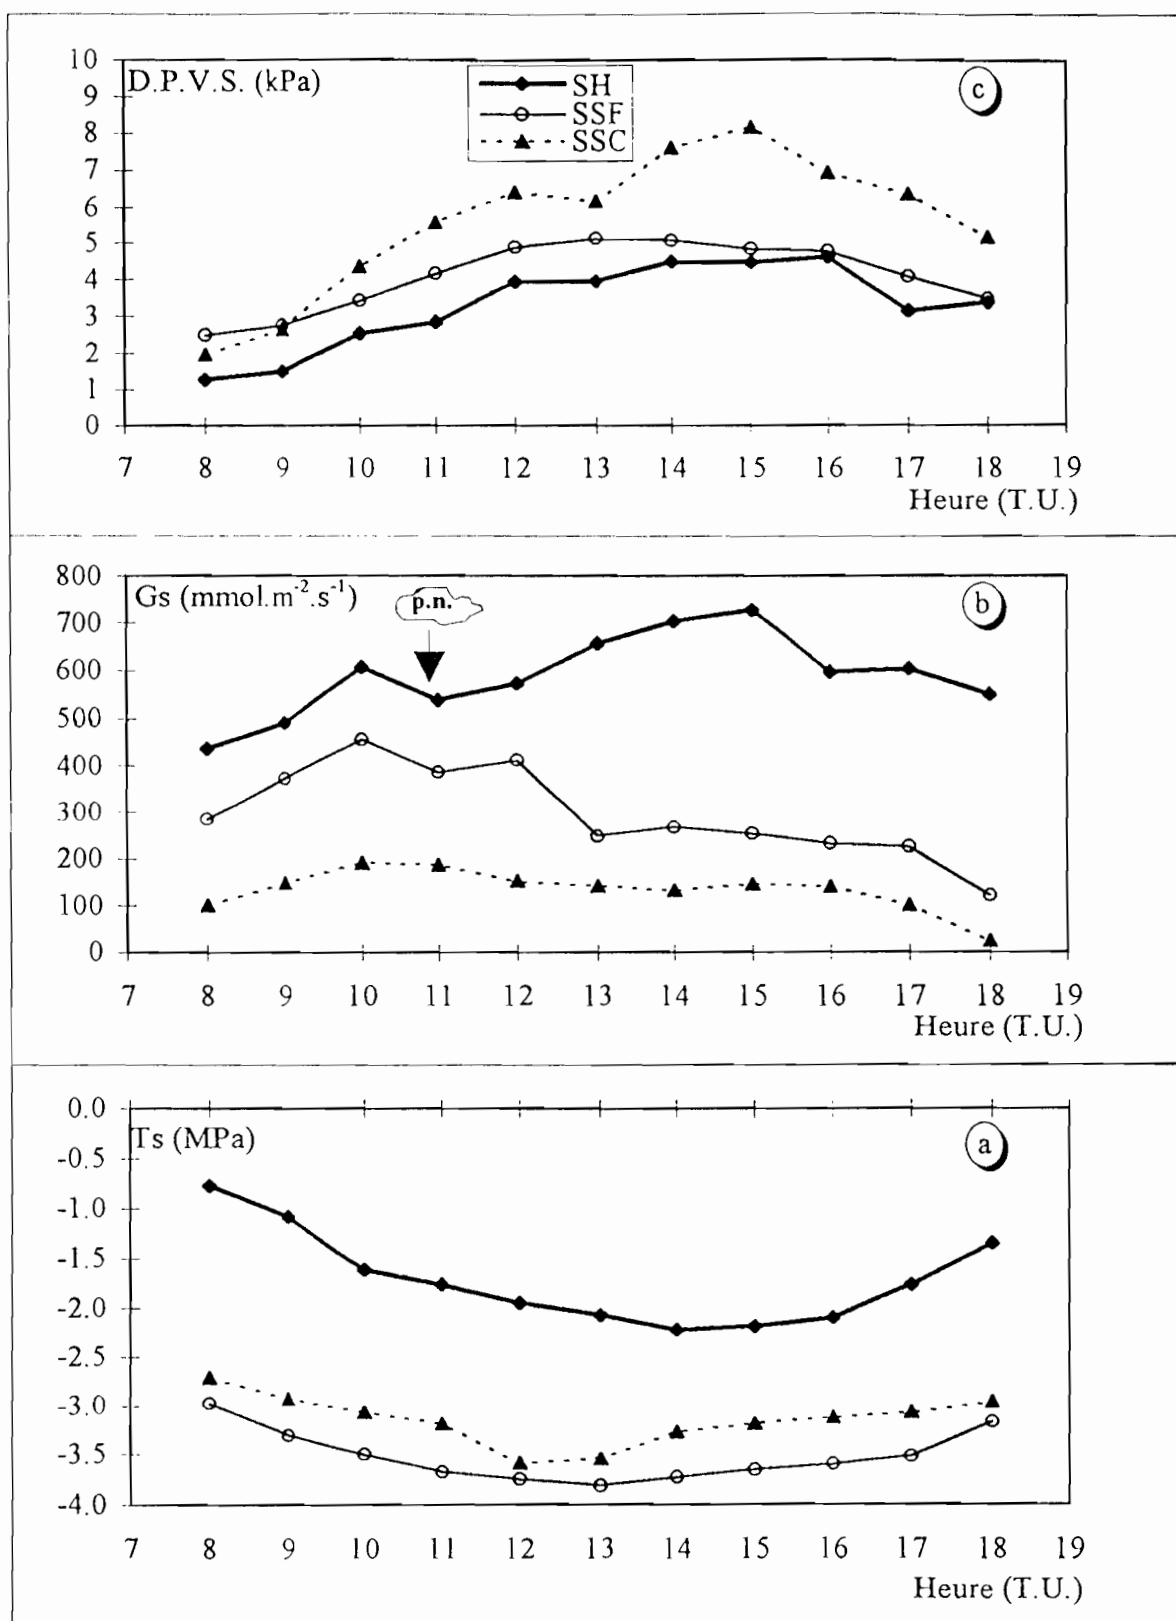 10
D.P.V.S. (kPa)
9
8
7
6
5
4
3
2
1
0
SH
SSF
SSC
c
7 8 9 10 11 12 13 14 15 16 17 18 19
Heure (T.U.)
800
Gs (mmol.m⁻².s⁻¹)
700
600
500
400
300
200
100
0
p.n.
b
7 8 9 10 11 12 13 14 15 16 17 18 19
Heure (T.U.)
0.0
Ts (MPa)
-0.5
-1.0
-1.5
-2.0
-2.5
-3.0
-3.5
-4.0
a
7 8 9 10 11 12 13 14 15 16 17 18 19
Heure (T.U.)